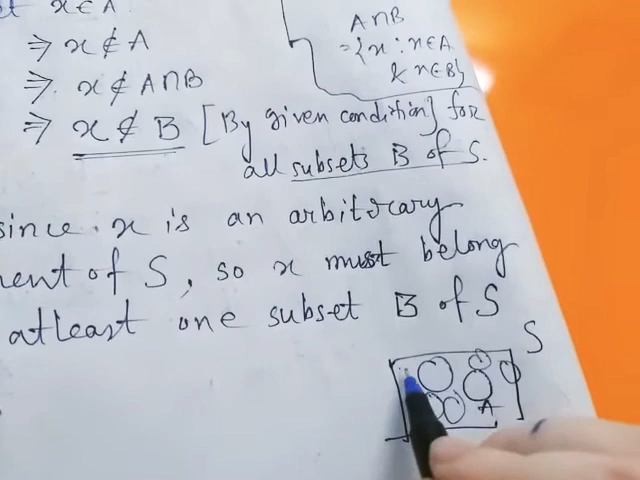 x ∈ A
⇒ x ∉ A
⇒ x ∉ A∩B
⇒ x ∉ B [By given condition] for
all subsets B of S.
A∩B
= {x : x∈A
& x∈B}
since x is an arbitrary
ment of S, so x must belong
atleast one subset B of S
S
A